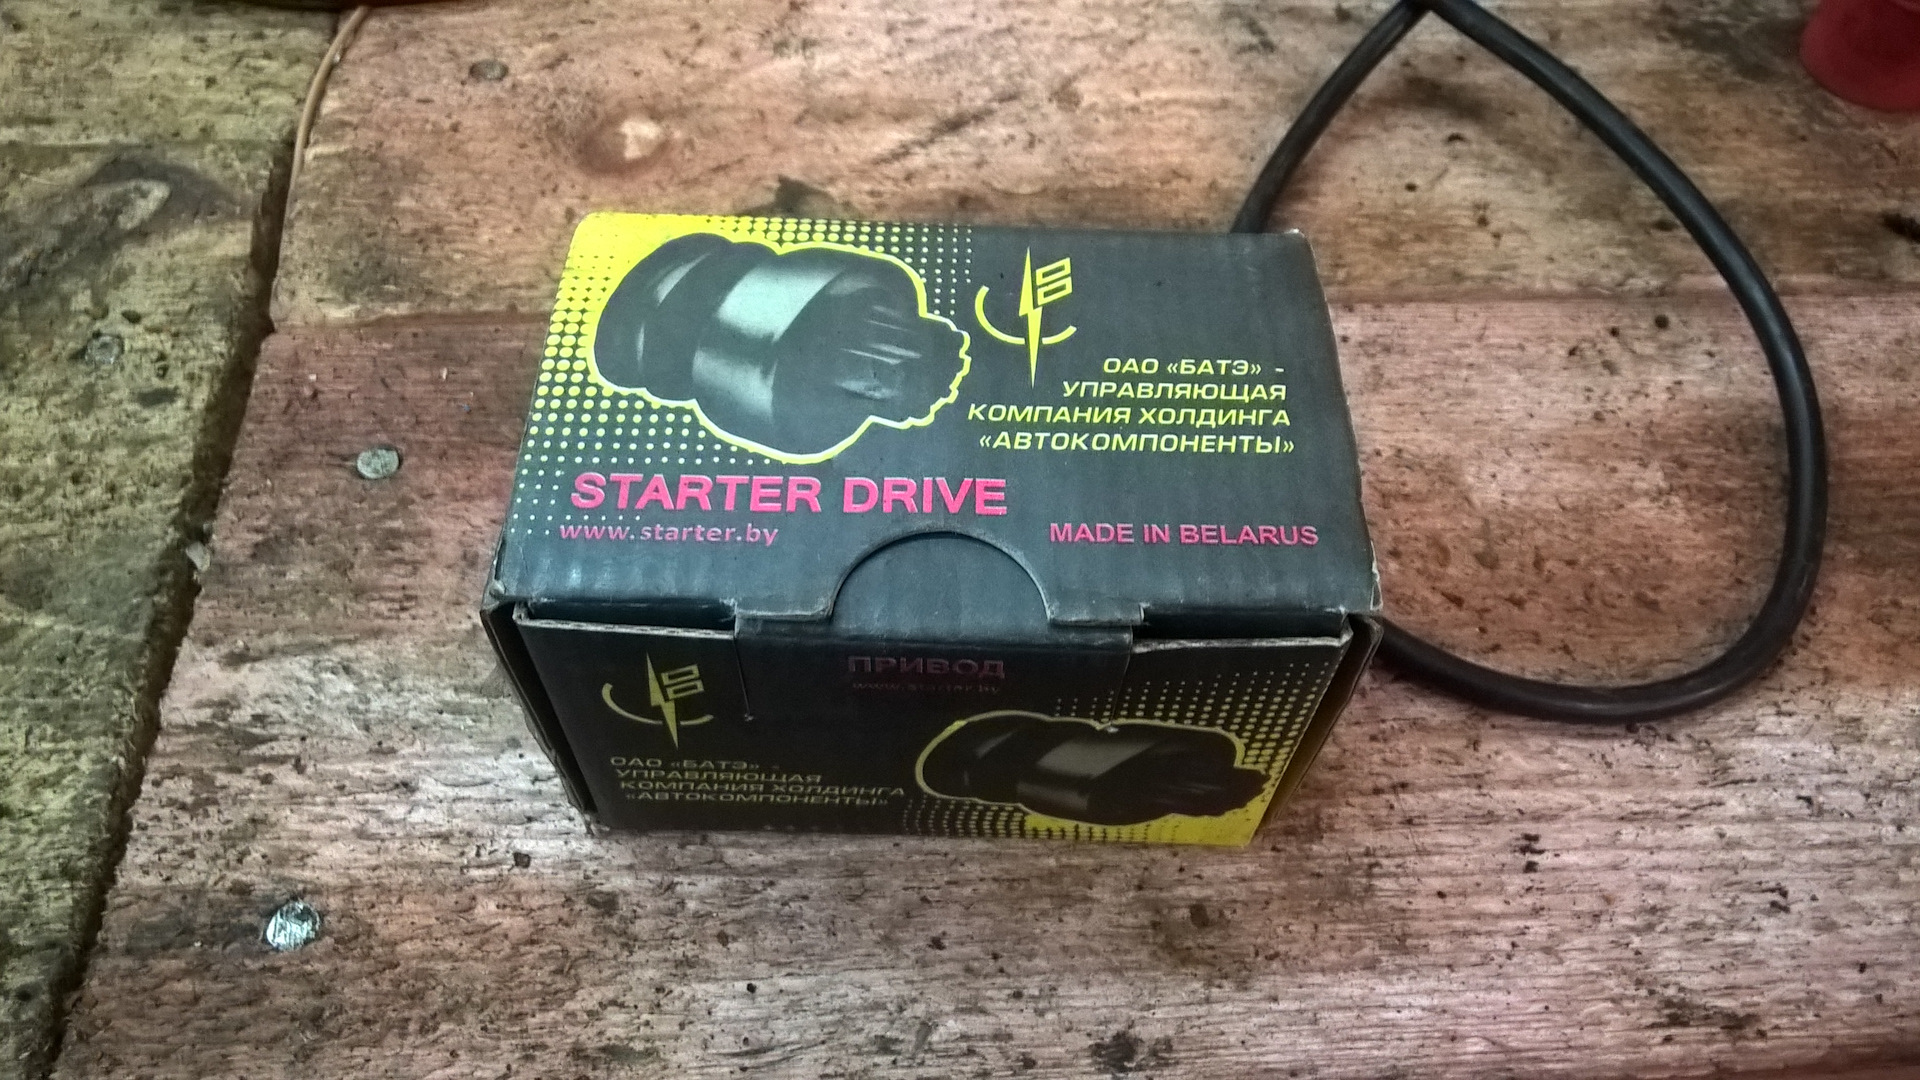 ОАО «БАТЭ» -
УПРАВЛЯЮЩАЯ
КОМПАНИЯ ХОЛДИНГА
«АВТОКОМПОНЕНТЫ»
STARTER DRIVE
www.starter.by
MADE IN BELARUS
ПРИВОД
www.starter.by
ОАО «БАТЭ» -
УПРАВЛЯЮЩАЯ
КОМПАНИЯ ХОЛДИНГА
«АВТОКОМПОНЕНТЫ»